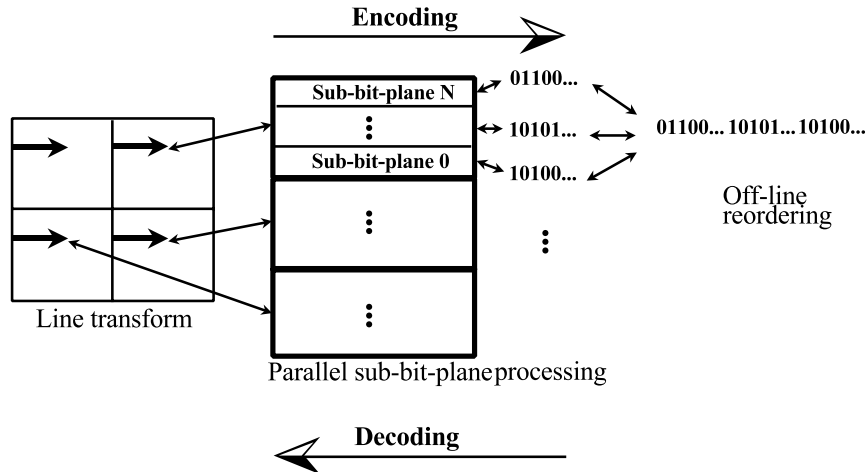 Encoding
Sub-bit-plane N
Sub-bit-plane 0
01100...
10101...
10100...
01100... 10101... 10100...
Off-line
reordering
Line transform
Parallel sub-bit-plane processing
Decoding